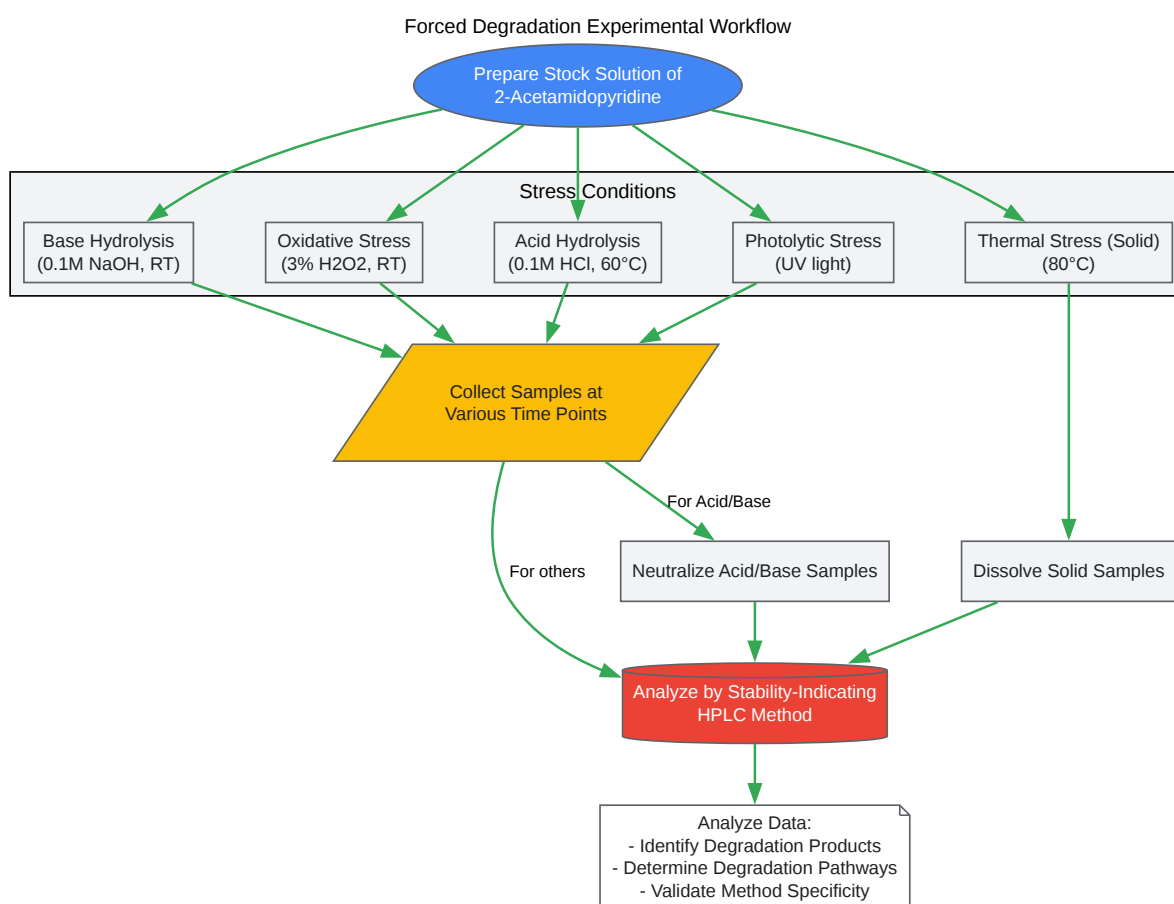 Forced Degradation Experimental Workflow
Prepare Stock Solution of
2-Acetamidopyridine
Stress Conditions
Base Hydrolysis
(0.1M NaOH, RT)
Oxidative Stress
(3% H2O2, RT)
Acid Hydrolysis
(0.1M HCl, 60°C)
Photolytic Stress
(UV light)
Thermal Stress (Solid)
(80°C)
Collect Samples at
Various Time Points
For Acid/Base
For others
Neutralize Acid/Base Samples
Dissolve Solid Samples
Analyze by Stability-Indicating
HPLC Method
Analyze Data:
- Identify Degradation Products
- Determine Degradation Pathways
- Validate Method Specificity